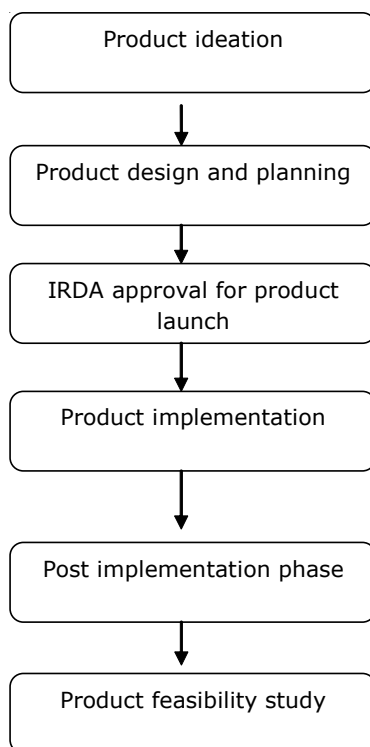 Product ideation
Product design and planning
IRDA approval for product
launch
Product implementation
Post implementation phase
Product feasibility study